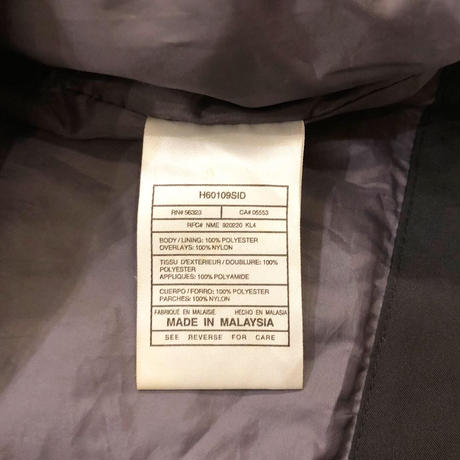 H60109SID
RN# 56323 CA# 05553
RFC# NME 920220 KL4
BODY / LINING: 100% POLYESTER
OVERLAYS: 100% NYLON
TISSU D'EXTERIEUR / DOUBLURE: 100%
POLYESTER
APPLIQUES: 100% POLYAMIDE
CUERPO / FORRO: 100% POLYESTER
PARCHES: 100% NYLON
FABRIQUÉ EN MALAISIE HECHO EN MALASIA
MADE IN MALAYSIA
SEE REVERSE FOR CARE